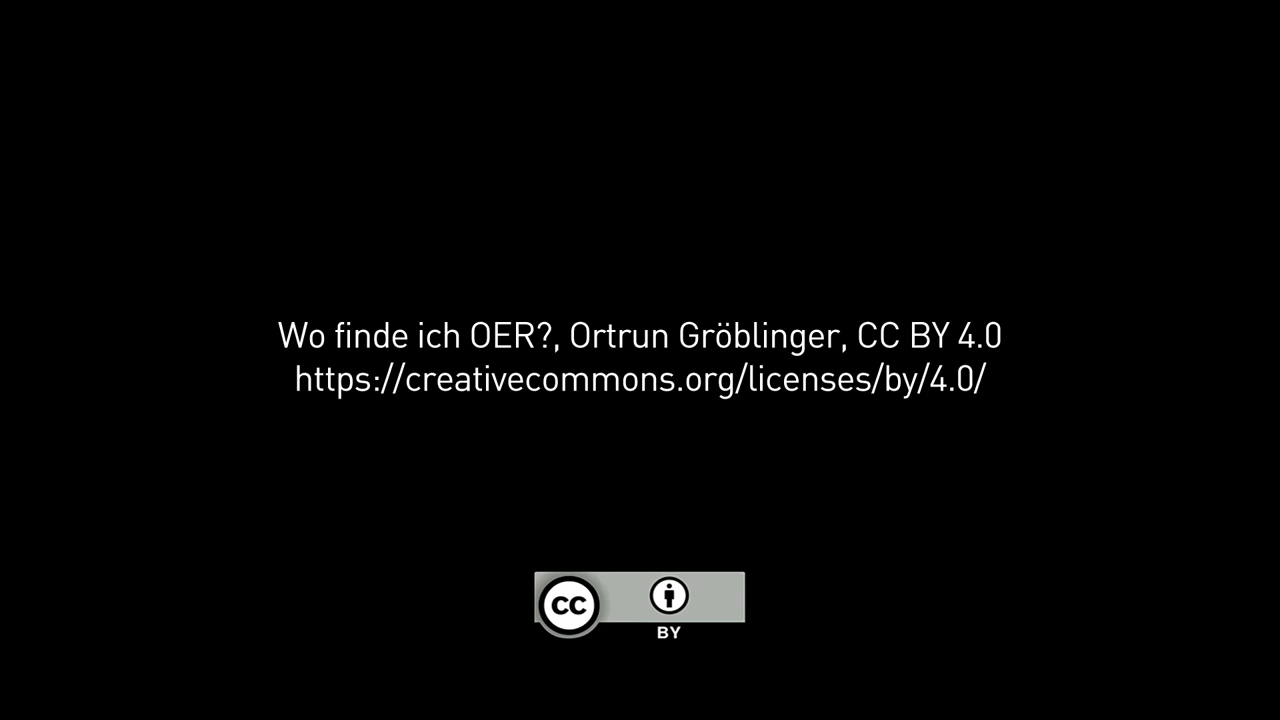 Wo finde ich OER?, Ortrun Gröblinger, CC BY 4.0
https://creativecommons.org/licenses/by/4.0/
CC
BY